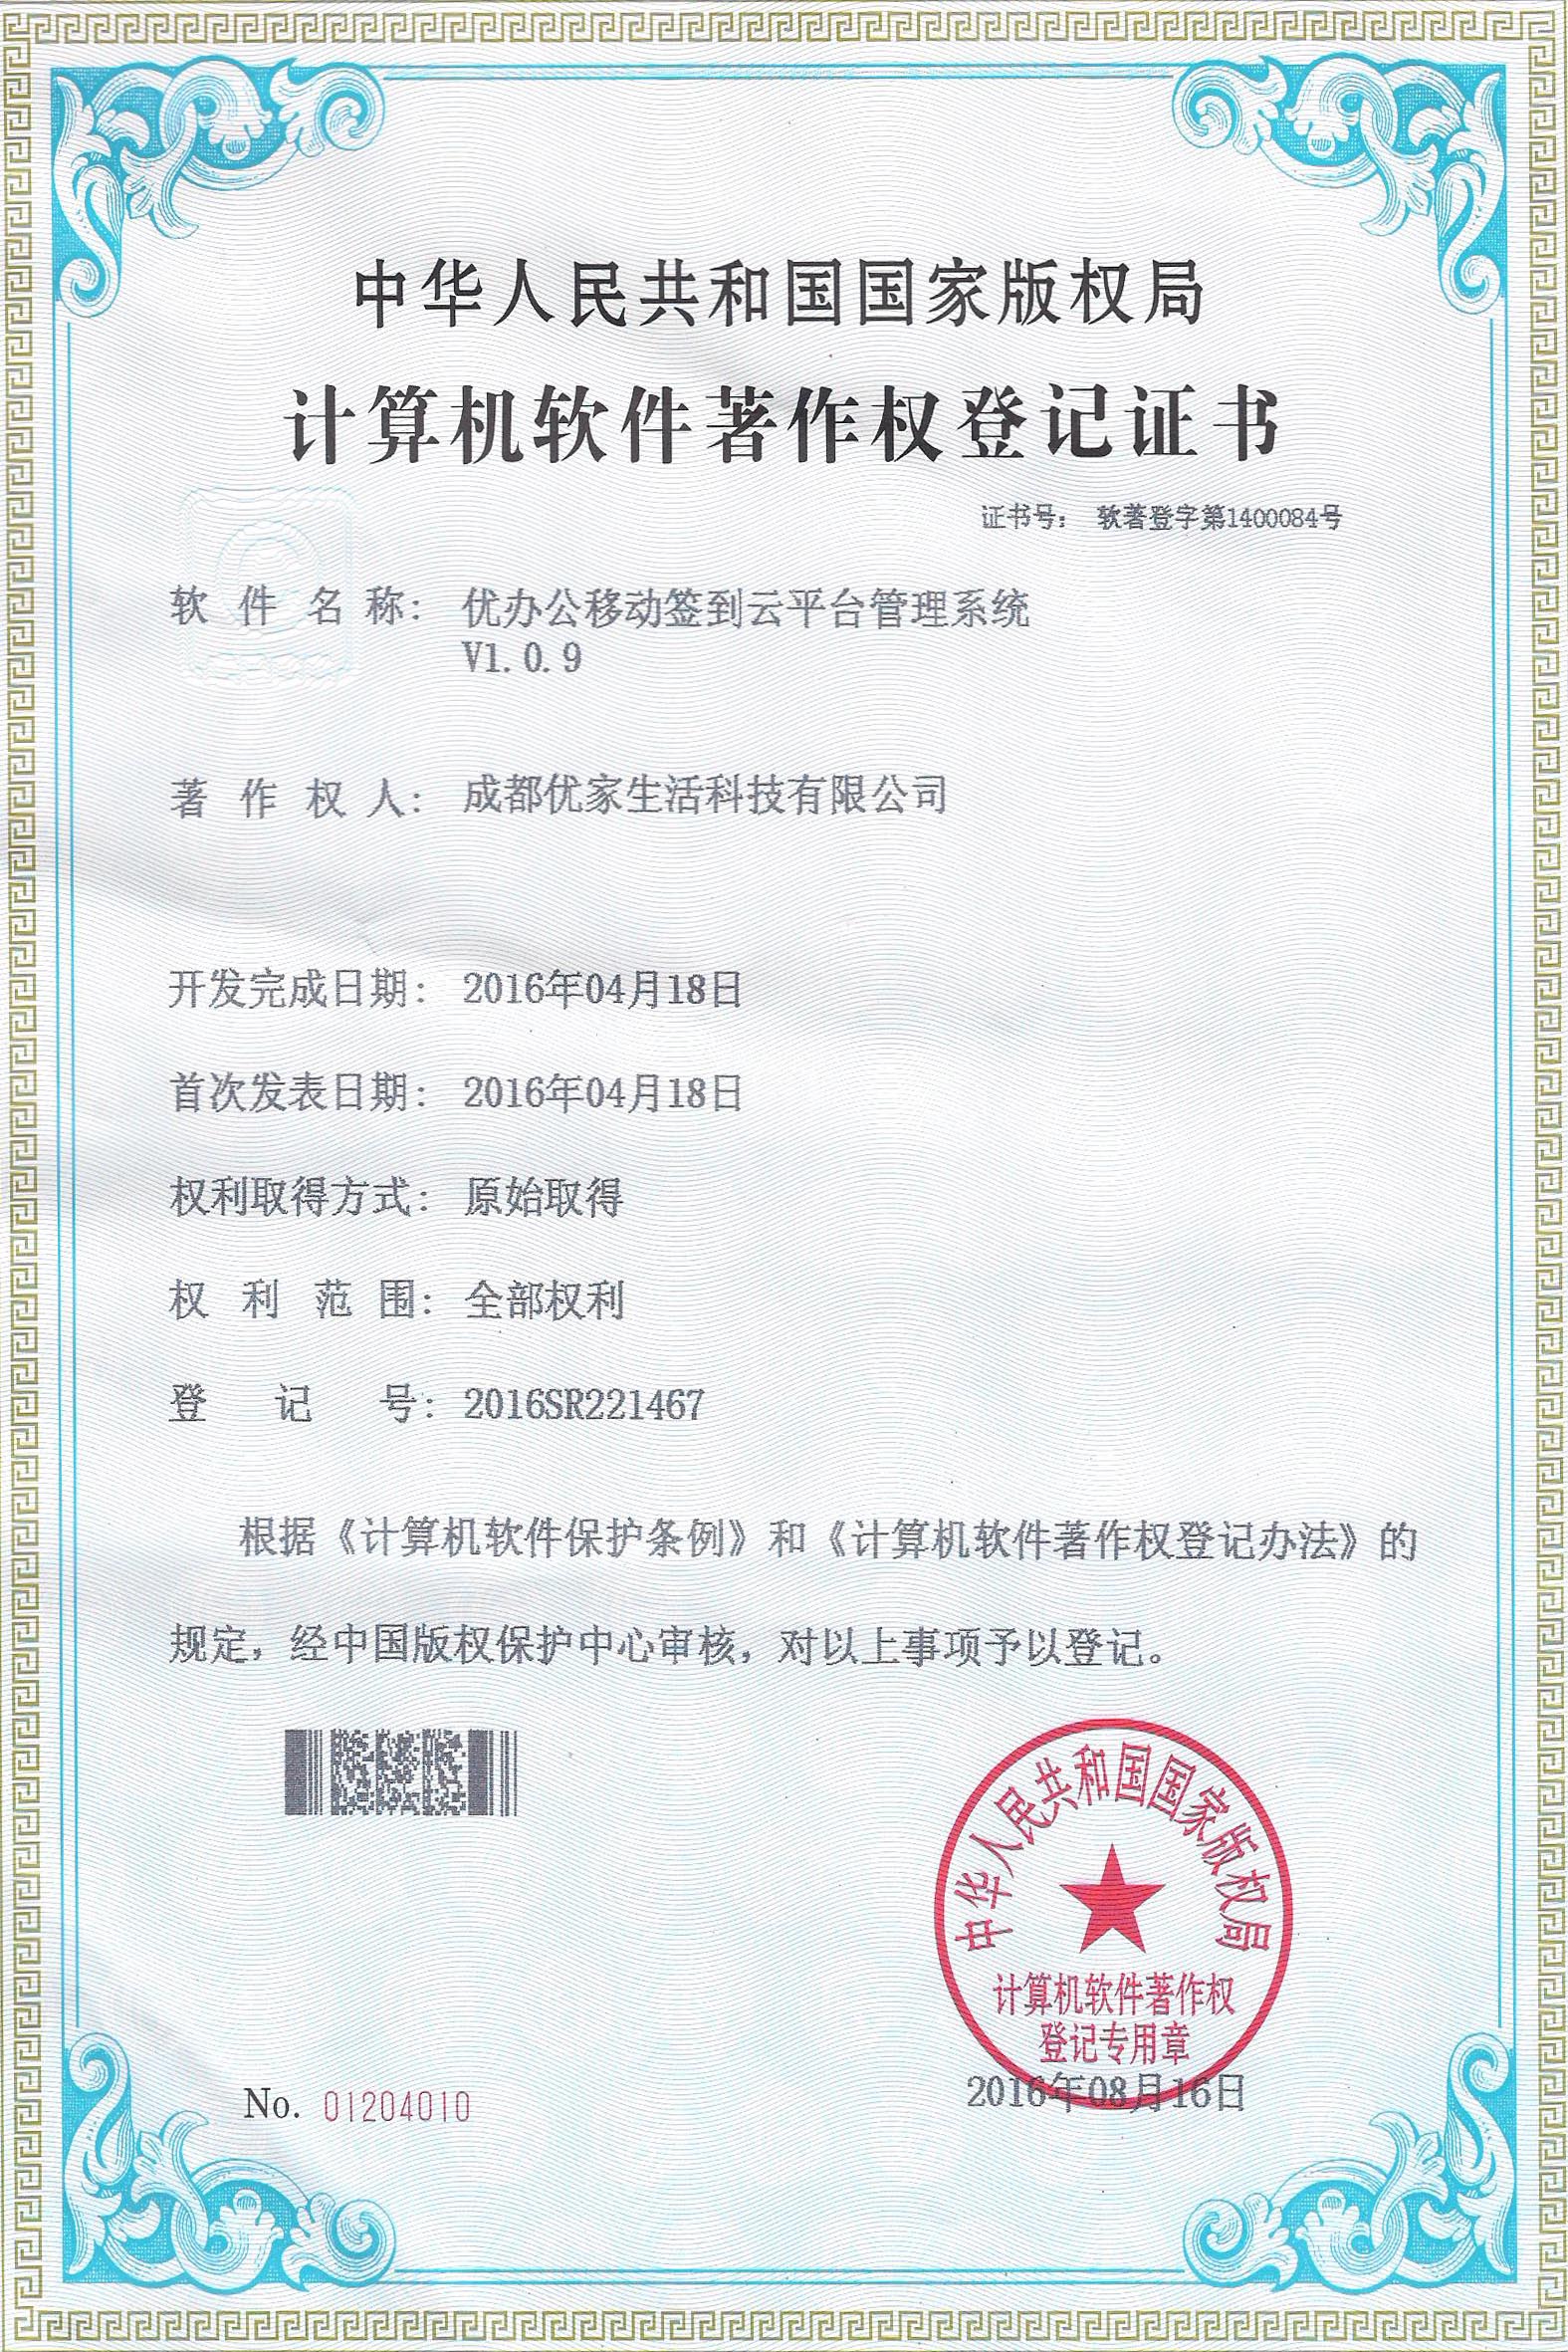 中华人民共和国国家版权局
计算机软件著作权登记证书
证书号： 软著登字第1400084号
软件名称： 优办公移动签到云平台管理系统
V1.0.9
著作权人： 成都优家生活科技有限公司
开发完成日期： 2016年04月18日
首次发表日期： 2016年04月18日
权利取得方式： 原始取得
权利范围： 全部权利
登记号： 2016SR221467
根据《计算机软件保护条例》和《计算机软件著作权登记办法》的
规定，经中国版权保护中心审核，对以上事项予以登记。
中华人民共和国国家版权局
计算机软件著作权
登记专用章
No. 01204010
2016年08月16日